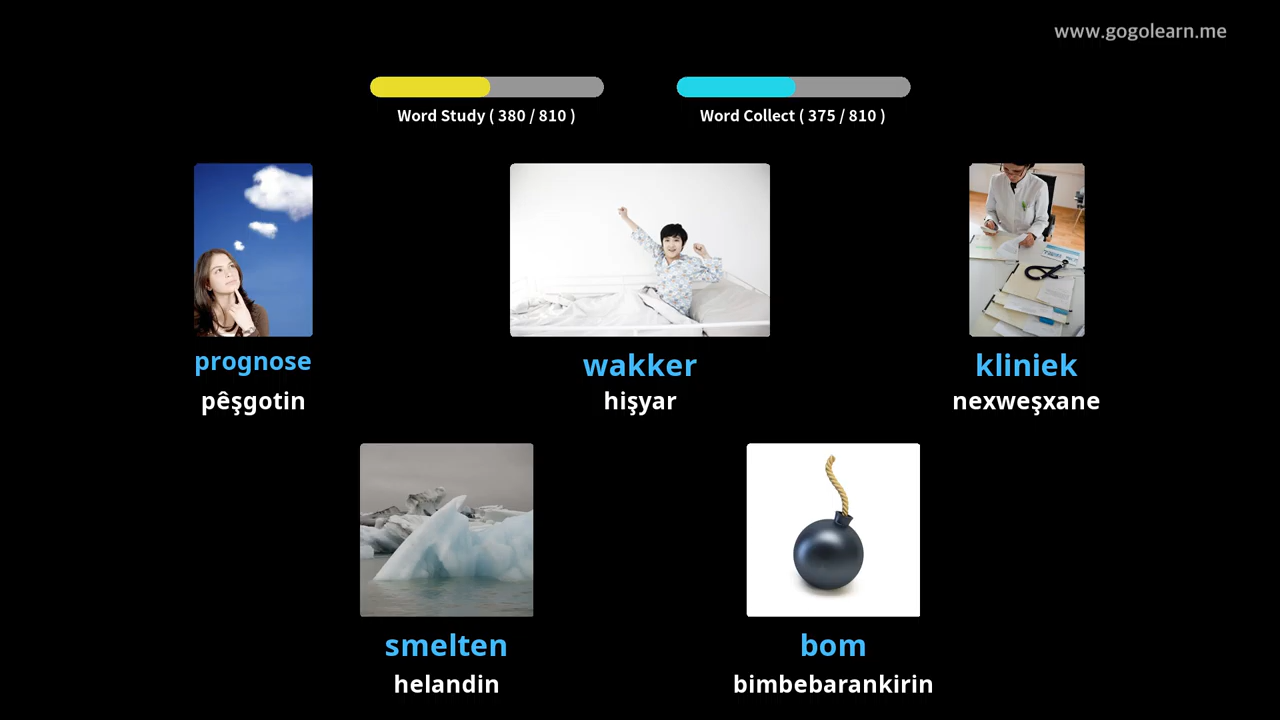 www.gogolearn.me
Word Study ( 380 / 810 )
Word Collect ( 375 / 810 )
prognose
pêşgotin
wakker
hişyar
kliniek
nexweşxane
smelten
helandin
bom
bimbebarankirin